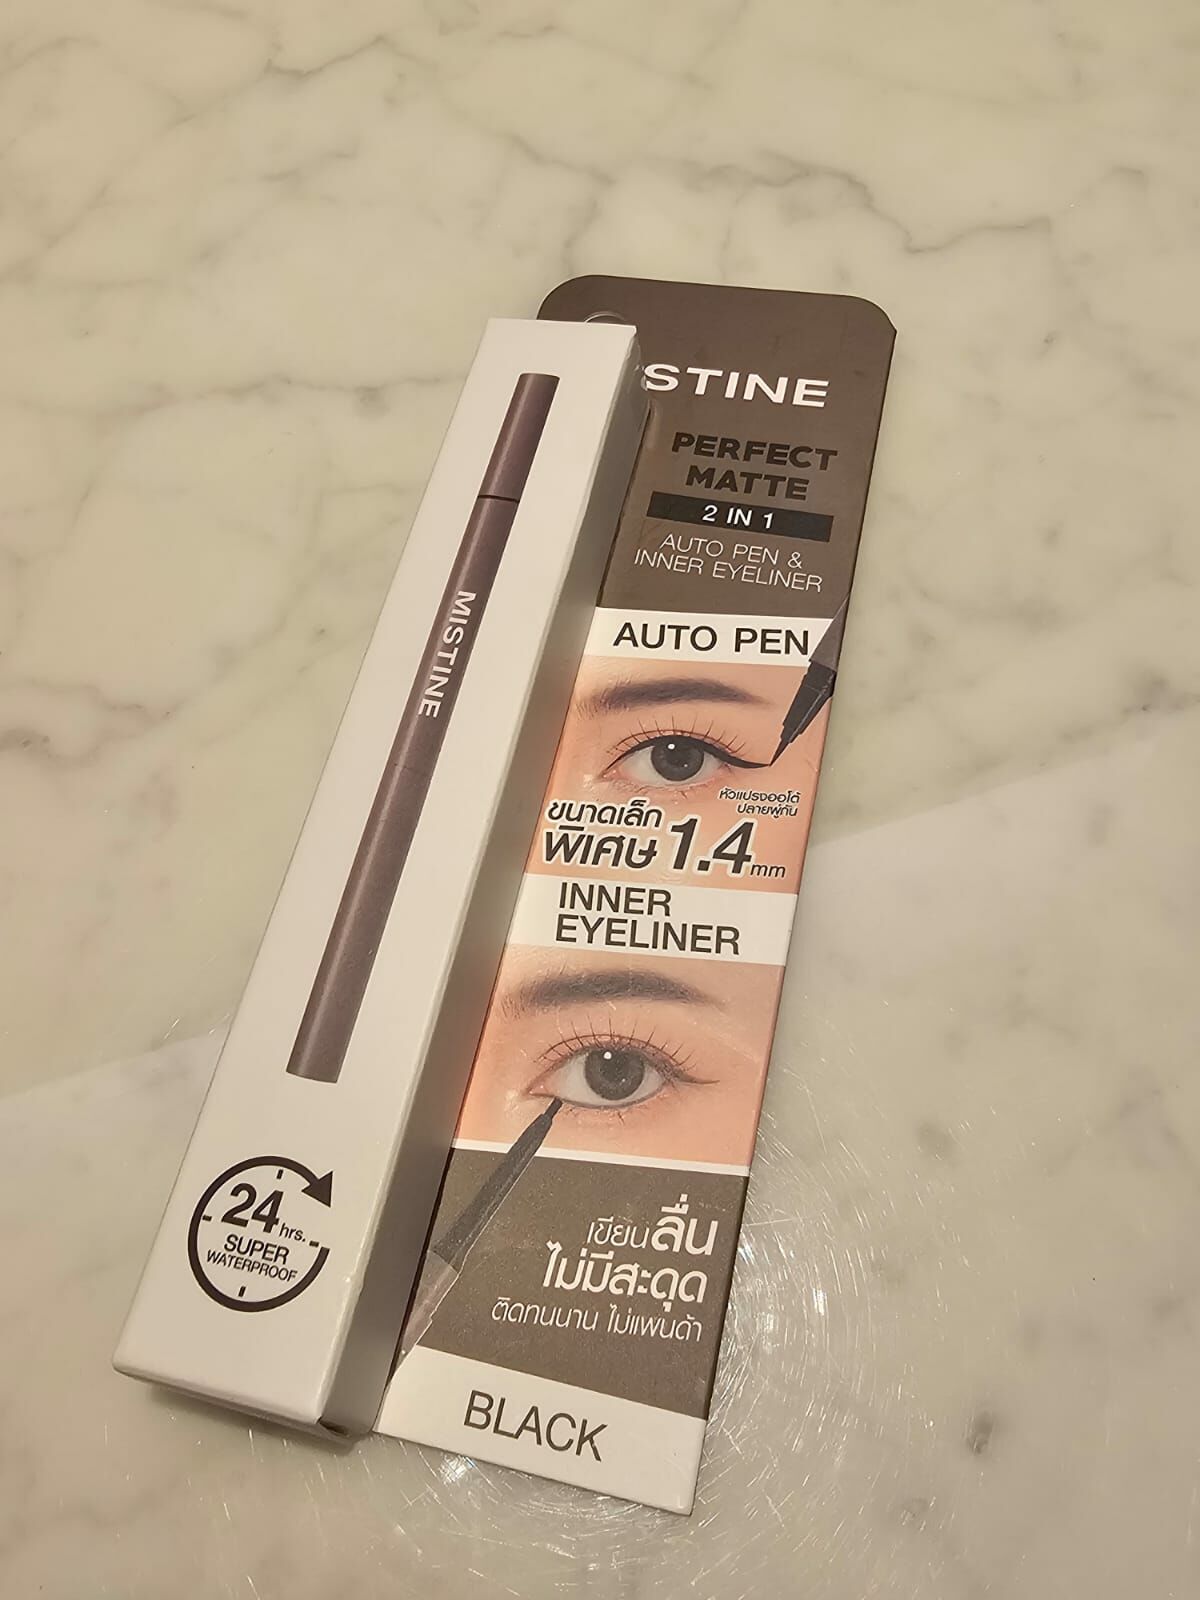 MISTINE
24 hrs.
SUPER
WATERPROOF
STINE
PERFECT
MATTE
2 IN 1
AUTO PEN &
INNER EYELINER
AUTO PEN
หัวแปรงออโต้
ปลายพู่กัน
ขนาดเล็ก
พิเศษ 1.4 mm
INNER
EYELINER
เขียนลื่น
ไม่มีสะดุด
ติดทนนาน ไม่แพนด้า
BLACK